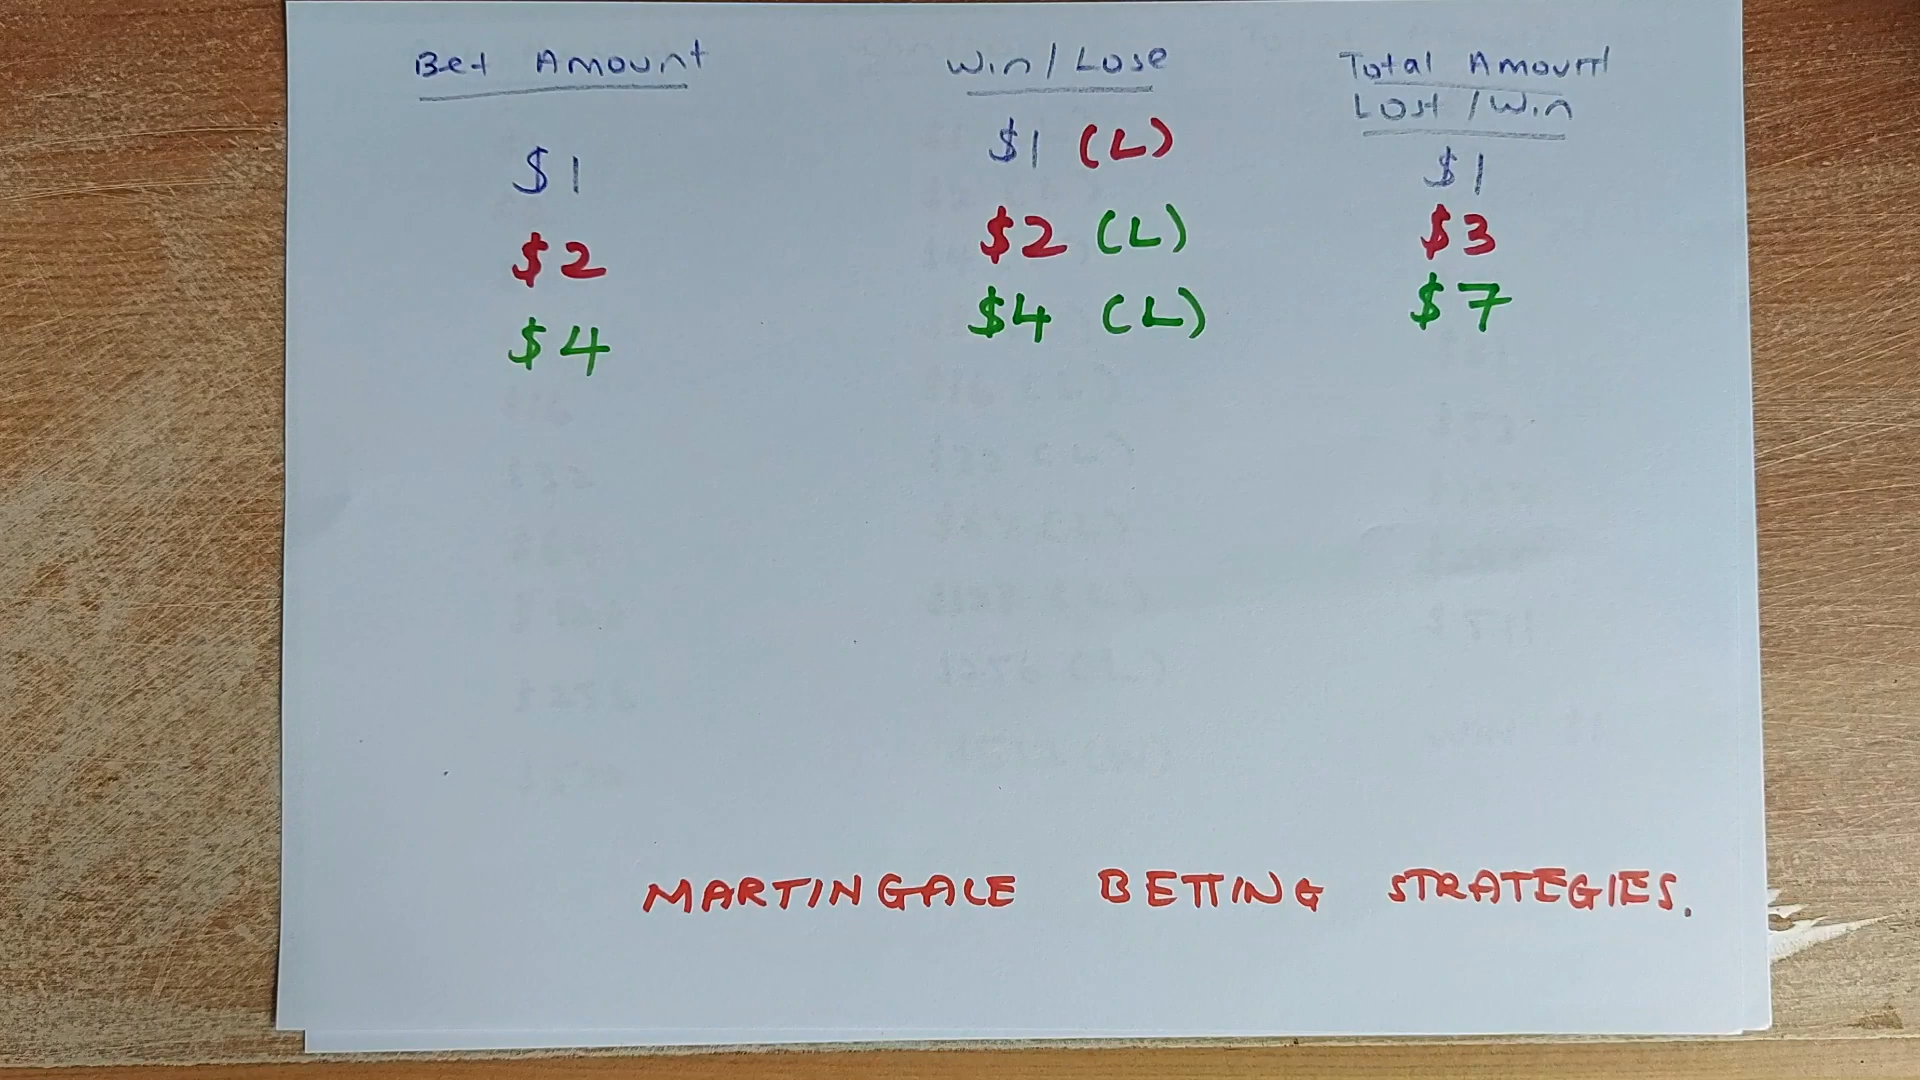 Bet Amount Win/Lose Total Amount
Lost/Win
$1 $1 (L) $1
$2 $2 (L) $3
$4 $4 (L) $7
MARTINGALE BETTING STRATEGIES.